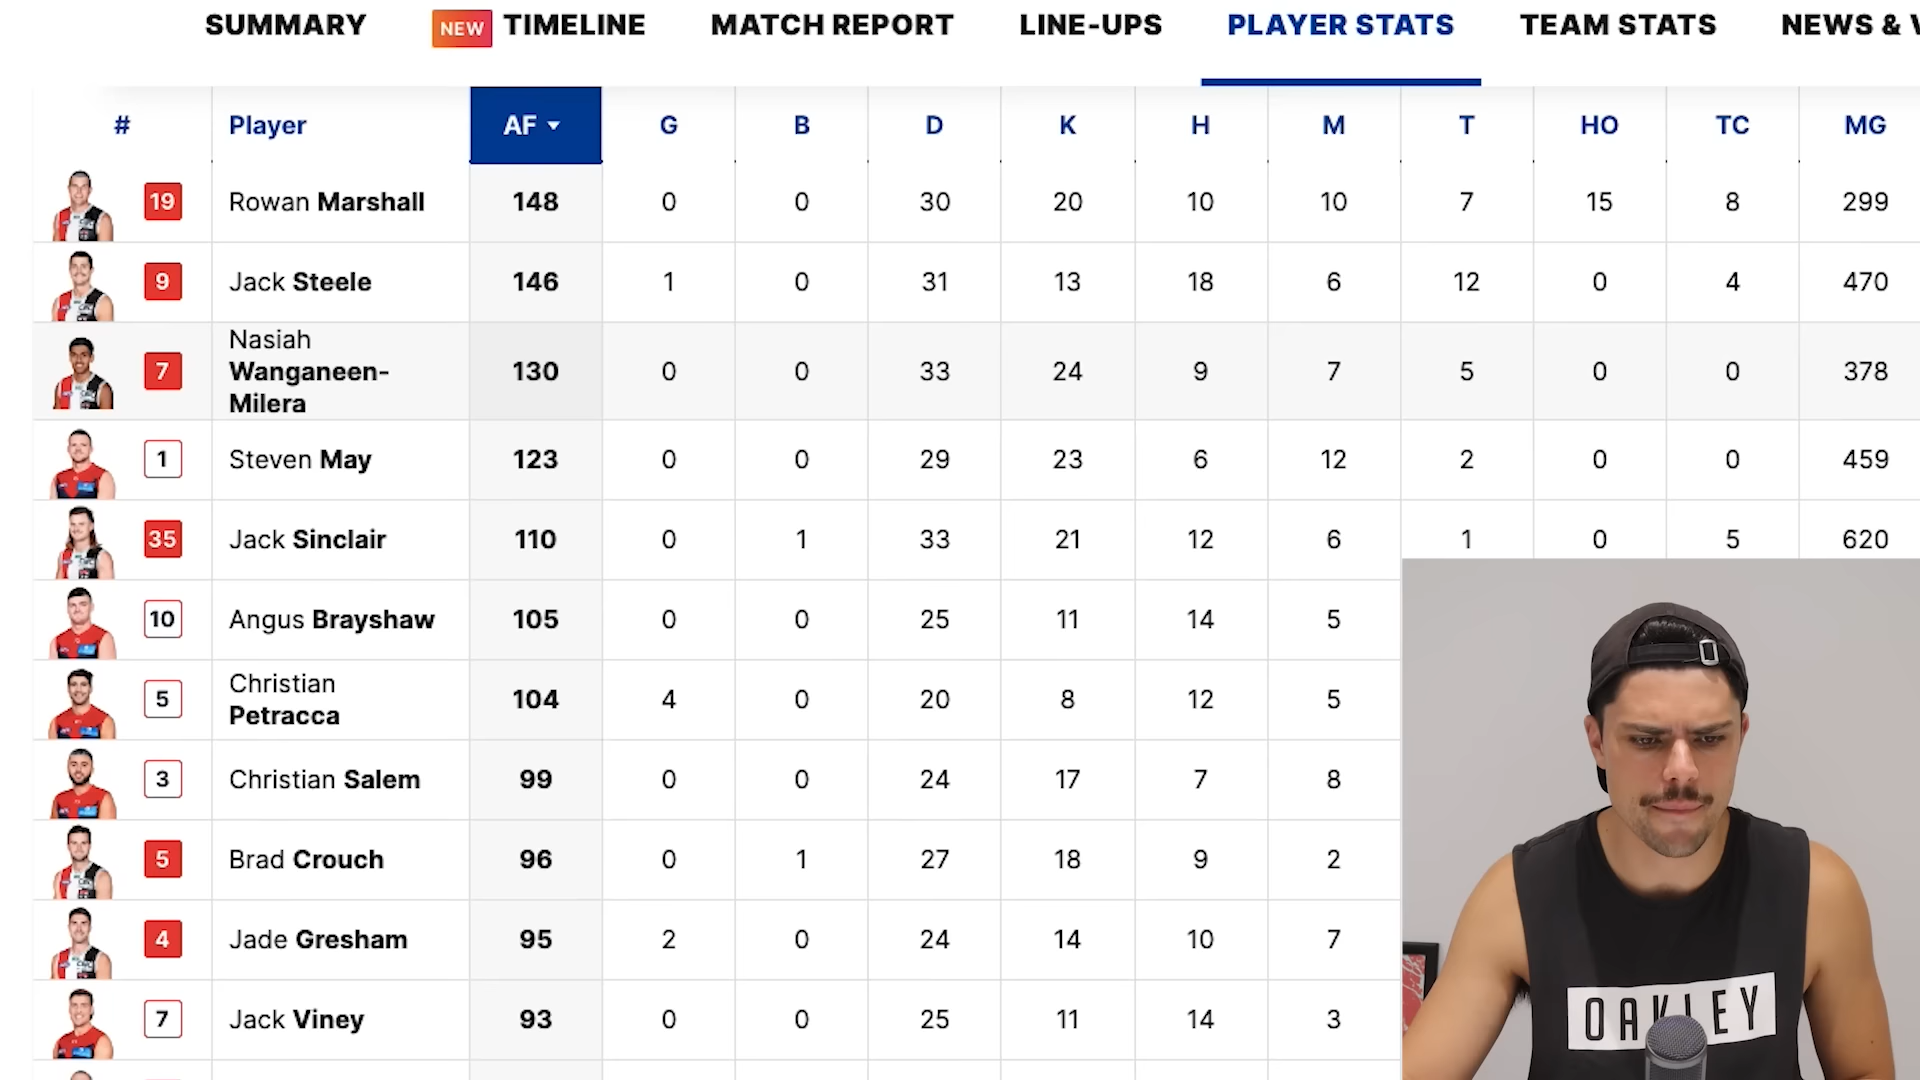 SUMMARY NEW TIMELINE MATCH REPORT LINE-UPS PLAYER STATS TEAM STATS NEWS &
# Player AF G B D K H M T HO TC MG
19 Rowan Marshall 148 0 0 30 20 10 10 7 15 8 299
9 Jack Steele 146 1 0 31 13 18 6 12 0 4 470
7 Nasiah Wanganeen-Milera 130 0 0 33 24 9 7 5 0 0 378
1 Steven May 123 0 0 29 23 6 12 2 0 0 459
35 Jack Sinclair 110 0 1 33 21 12 6 1 0 5 620
10 Angus Brayshaw 105 0 0 25 11 14 5
5 Christian Petracca 104 4 0 20 8 12 5
3 Christian Salem 99 0 0 24 17 7 8
5 Brad Crouch 96 0 1 27 18 9 2
4 Jade Gresham 95 2 0 24 14 10 7
7 Jack Viney 93 0 0 25 11 14 3
OAKLEY